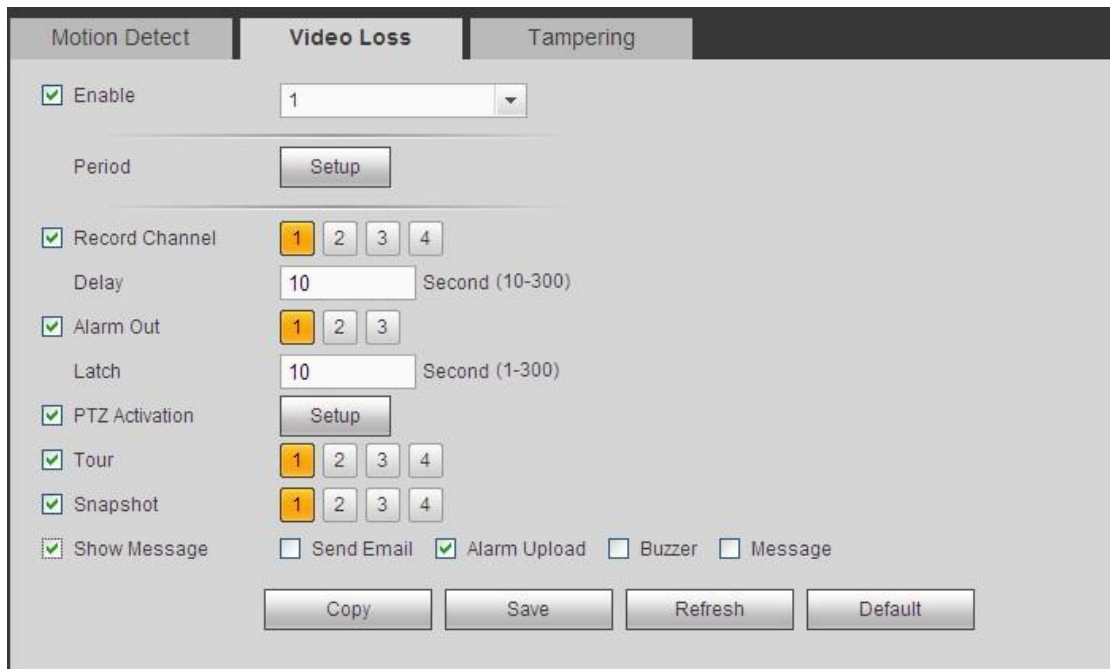 Motion Detect Video Loss Tampering
Enable 1
Period Setup
Record Channel 1 2 3 4
Delay 10 Second (10-300)
Alarm Out 1 2 3
Latch 10 Second (1-300)
PTZ Activation Setup
Tour 1 2 3 4
Snapshot 1 2 3 4
Show Message Send Email Alarm Upload Buzzer Message
Copy Save Refresh Default